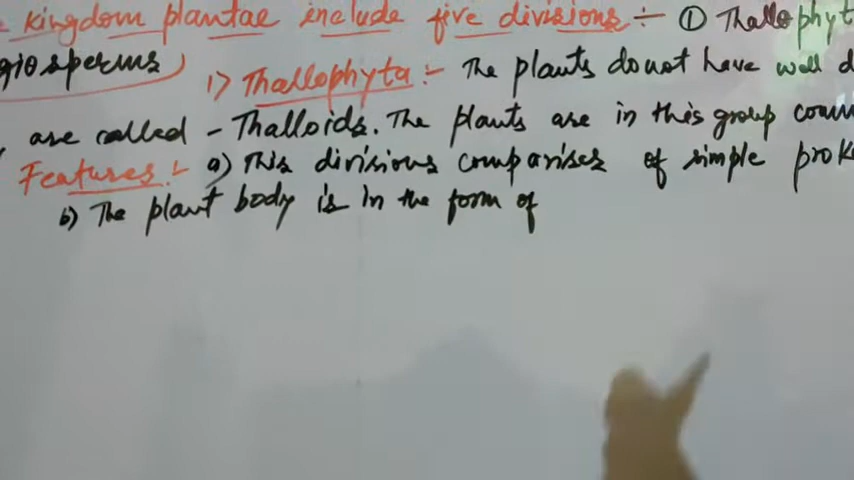 kingdom plantae include five divisions :- ① Thallophyt
giosperms) 1) Thallophyta :- The plants do not have well d
are called - Thalloids. The plants are in this group comm
Features :- a) This divisions comparises of simple prok
b) The plant body is in the form of